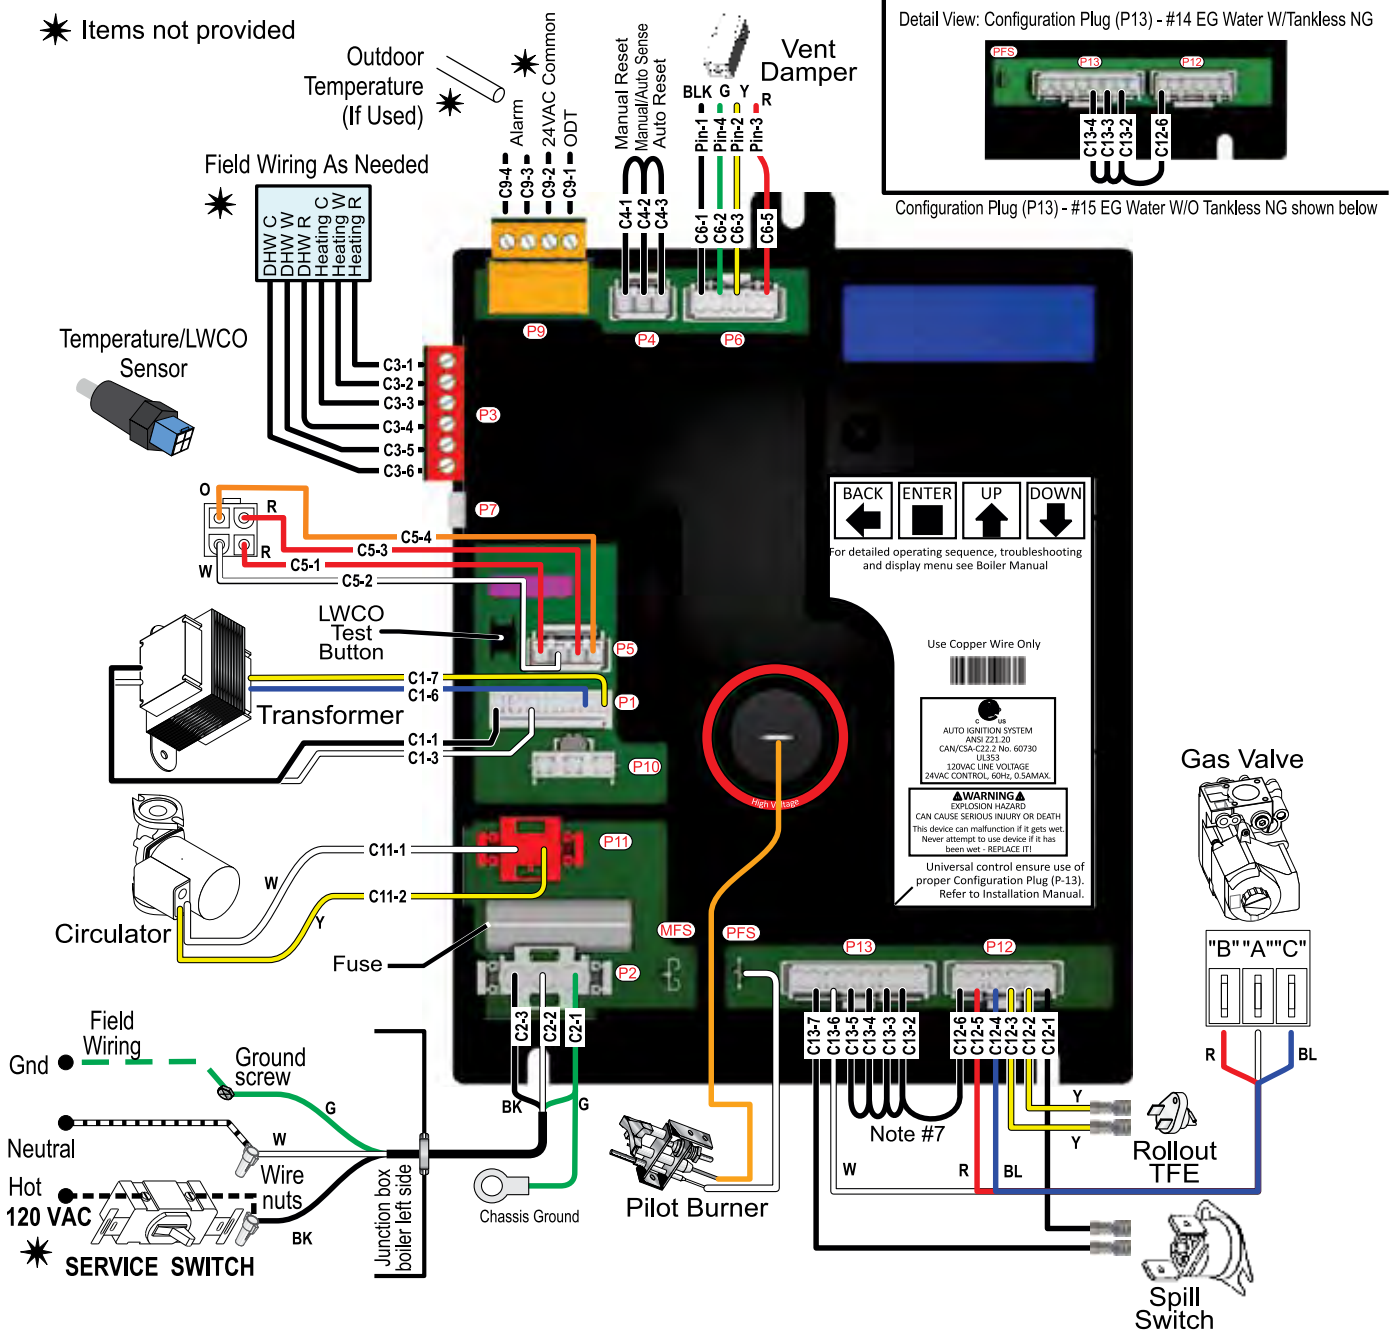 Items not provided
Detail View: Configuration Plug (P13) - #14 EG Water W/Tankless NG
PFS
P13
P12
C13-4
C13-3
C13-2
C12-6
Configuration Plug (P13) - #15 EG Water W/O Tankless NG shown below
Outdoor
Temperature
(If Used)
Alarm
24VAC Common
ODT
C9-4
C9-3
C9-2
C9-1
Manual Reset
Manual/Auto Sense
Auto Reset
C4-1
C4-2
C4-3
Vent
Damper
BLK
G
Y
R
Pin-1
Pin-4
Pin-2
Pin-3
C6-1
C6-2
C6-3
C6-5
Field Wiring As Needed
DHW C
DHW W
DHW R
Heating C
Heating W
Heating R
P9
P4
P6
Temperature/LWCO
Sensor
C3-1
C3-2
C3-3
C3-4
C3-5
C3-6
P3
P7
O
R
R
W
C5-4
C5-3
C5-1
C5-2
LWCO
Test
Button
P5
BACK
ENTER
UP
DOWN
For detailed operating sequence, troubleshooting
and display menu see Boiler Manual
Use Copper Wire Only
C US
AUTO IGNITION SYSTEM
ANSI Z21.20
CAN/CSA-C22.2 No. 60730
UL353
120VAC LINE VOLTAGE
24VAC CONTROL, 60Hz, 0.5AMAX.
WARNING
EXPLOSION HAZARD
CAN CAUSE SERIOUS INJURY OR DEATH
This device can malfunction if it gets wet.
Never attempt to use device if it has
been wet - REPLACE IT!
Universal control ensure use of
proper Configuration Plug (P-13).
Refer to Installation Manual.
C1-7
C1-6
P1
Transformer
C1-1
C1-3
P10
High Voltage
Gas Valve
P11
C11-1
W
C11-2
Y
Circulator
Fuse
MFS
PFS
P13
P12
P2
"B" "A" "C"
R
BL
C2-3
C2-2
C2-1
C13-7
C13-6
C13-5
C13-4
C13-3
C13-2
C12-6
C12-5
C12-4
C12-3
C12-2
C12-1
Field
Wiring
Gnd
Ground
screw
G
BK
G
Note #7
Y
Y
Rollout
TFE
Neutral
W
Wire
nuts
Hot
120 VAC
BK
SERVICE SWITCH
Junction box
boiler left side
Chassis Ground
Pilot Burner
W
R
BL
Spill
Switch